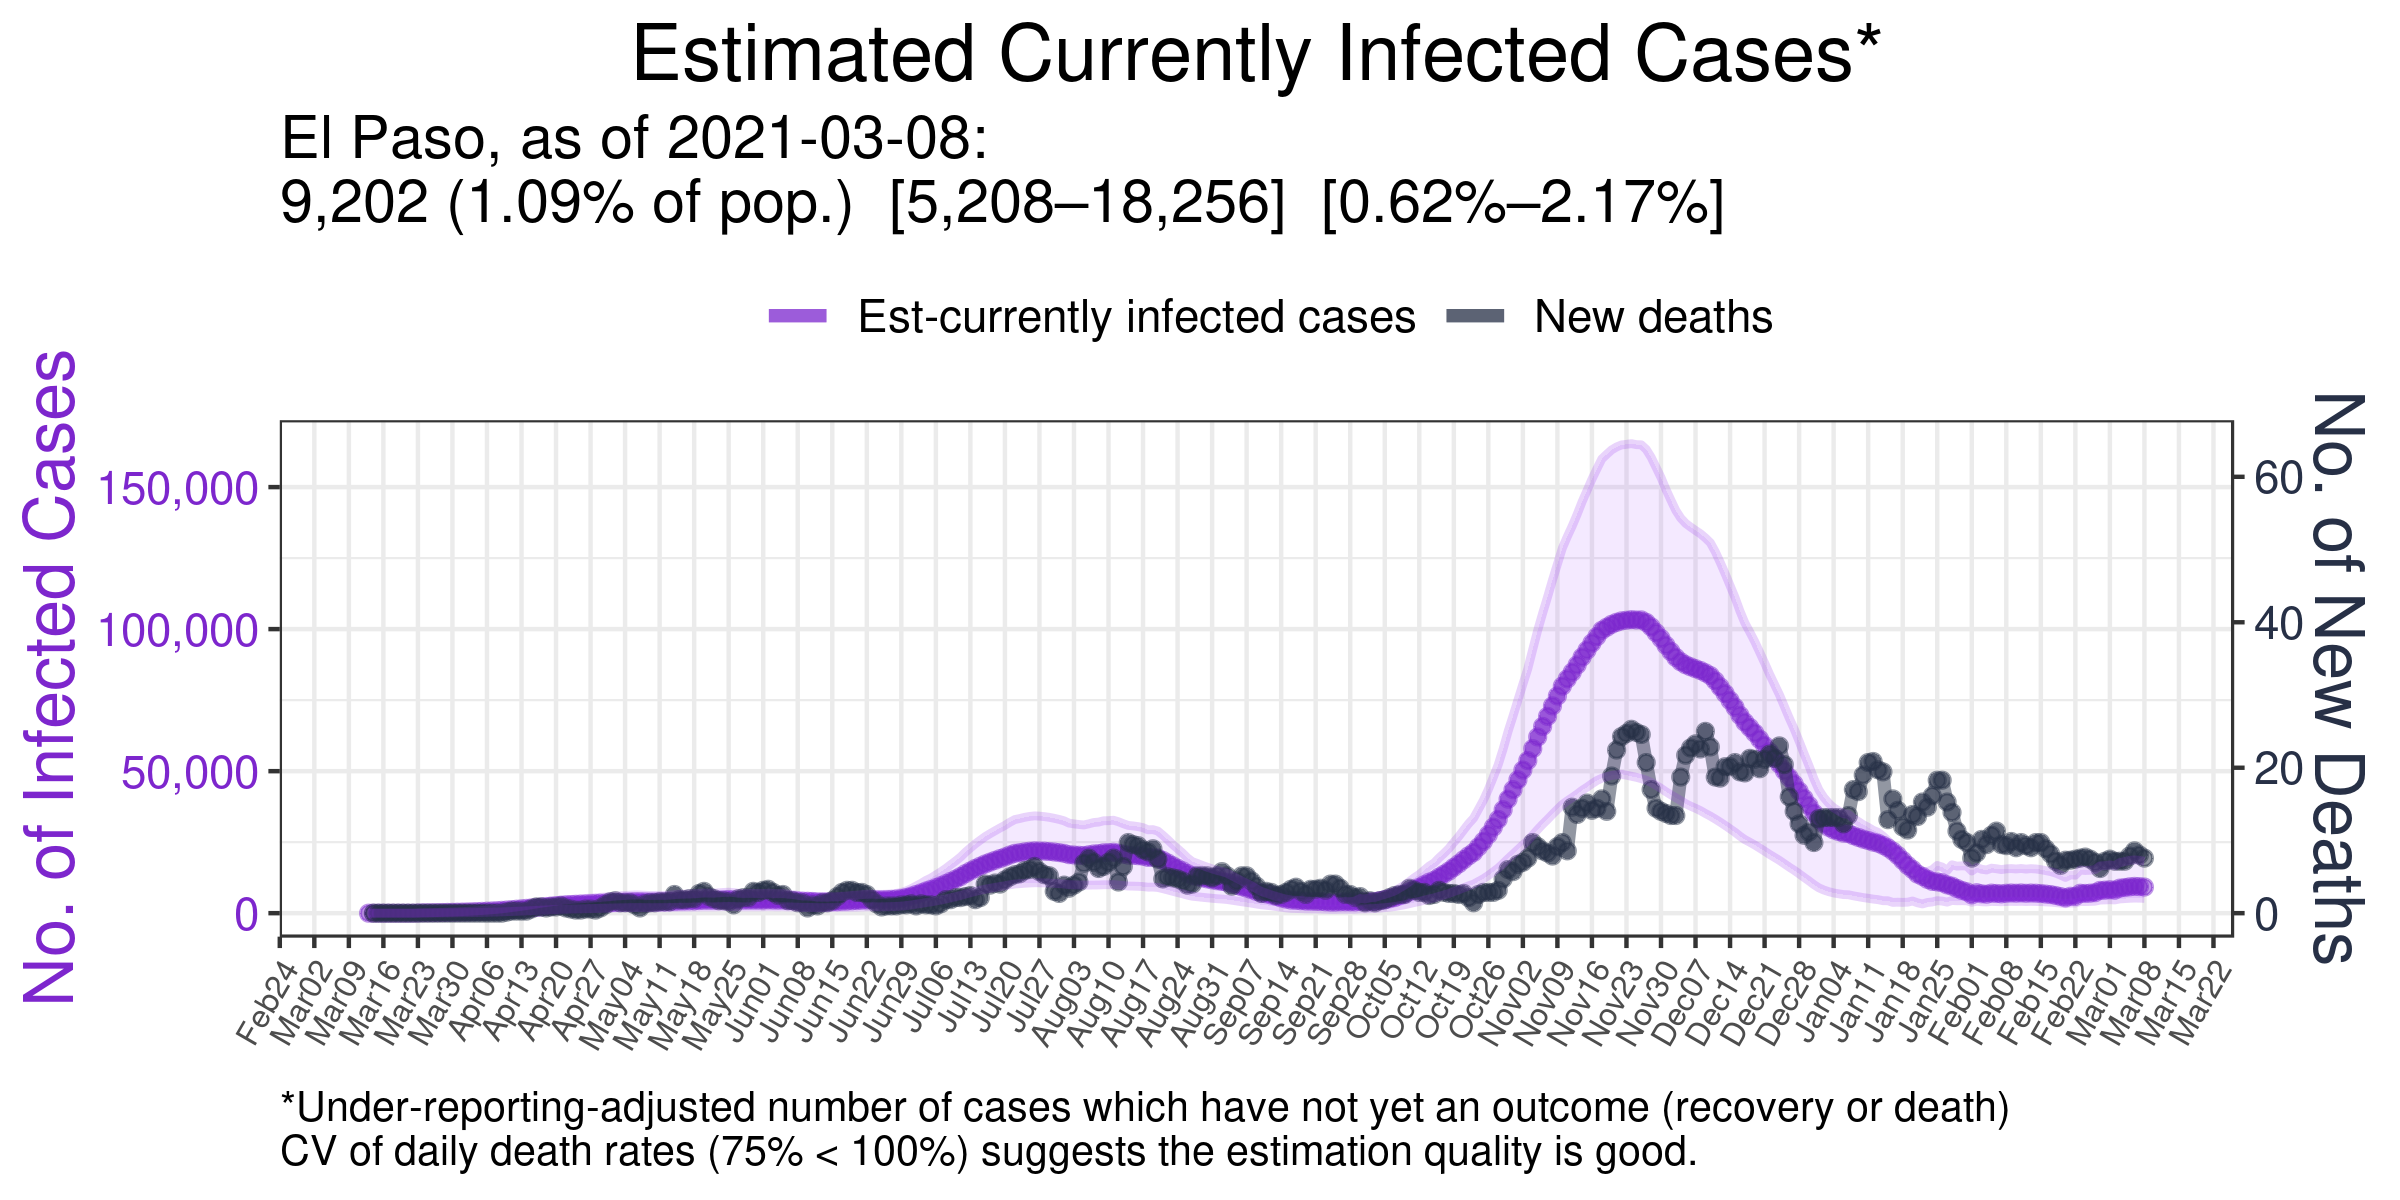 Estimated Currently Infected Cases*
El Paso, as of 2021-03-08:
9,202 (1.09% of pop.)  [5,208–18,256]  [0.62%–2.17%]
Est-currently infected cases
New deaths
No. of Infected Cases
150,000
100,000
50,000
0
60
40
20
0
No. of New Deaths
Feb24
Mar02
Mar09
Mar16
Mar23
Mar30
Apr06
Apr13
Apr20
Apr27
May04
May11
May18
May25
Jun01
Jun08
Jun15
Jun22
Jun29
Jul06
Jul13
Jul20
Jul27
Aug03
Aug10
Aug17
Aug24
Aug31
Sep07
Sep14
Sep21
Sep28
Oct05
Oct12
Oct19
Oct26
Nov02
Nov09
Nov16
Nov23
Nov30
Dec07
Dec14
Dec21
Dec28
Jan04
Jan11
Jan18
Jan25
Feb01
Feb08
Feb15
Feb22
Mar01
Mar08
Mar15
Mar22
*Under-reporting-adjusted number of cases which have not yet an outcome (recovery or death)
CV of daily death rates (75% < 100%) suggests the estimation quality is good.